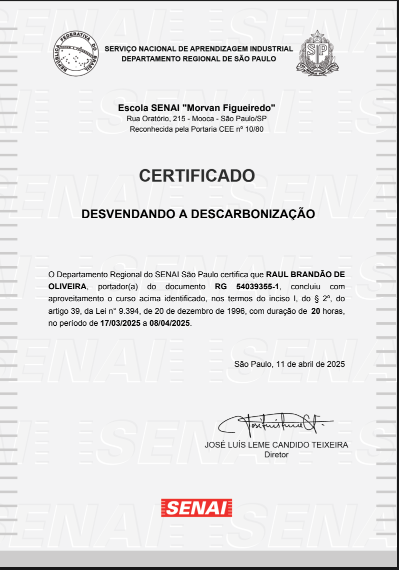 SERVIÇO NACIONAL DE APRENDIZAGEM INDUSTRIAL
DEPARTAMENTO REGIONAL DE SÃO PAULO
SP
Escola SENAI "Morvan Figueiredo"
Rua Oratório, 215 - Mooca - São Paulo/SP
Reconhecida pela Portaria CEE nº 10/80
CERTIFICADO
DESVENDANDO A DESCARBONIZAÇÃO
O Departamento Regional do SENAI São Paulo certifica que RAUL BRANDÃO DE
OLIVEIRA, portador(a) do documento RG 54039355-1, concluiu com
aproveitamento o curso acima identificado, nos termos do inciso I, do § 2º, do
artigo 39, da Lei n° 9.394, de 20 de dezembro de 1996, com duração de 20 horas,
no período de 17/03/2025 a 08/04/2025.
São Paulo, 11 de abril de 2025
JOSÉ LUÍS LEME CANDIDO TEIXEIRA
Diretor
SENAI